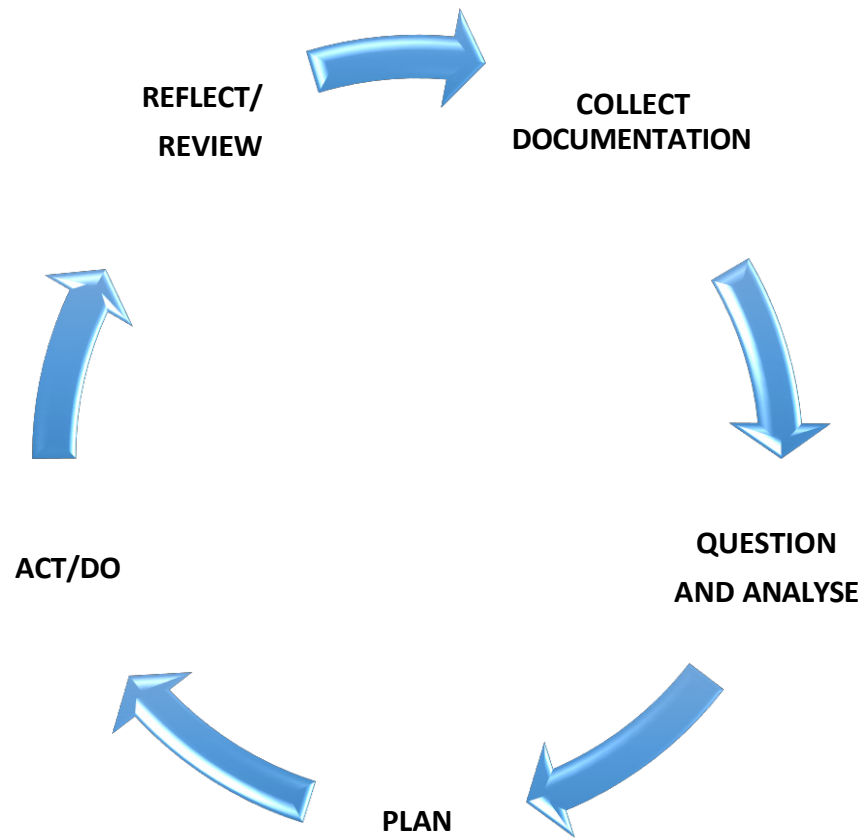 REFLECT/
REVIEW
COLLECT
DOCUMENTATION
QUESTION
AND ANALYSE
ACT/DO
PLAN